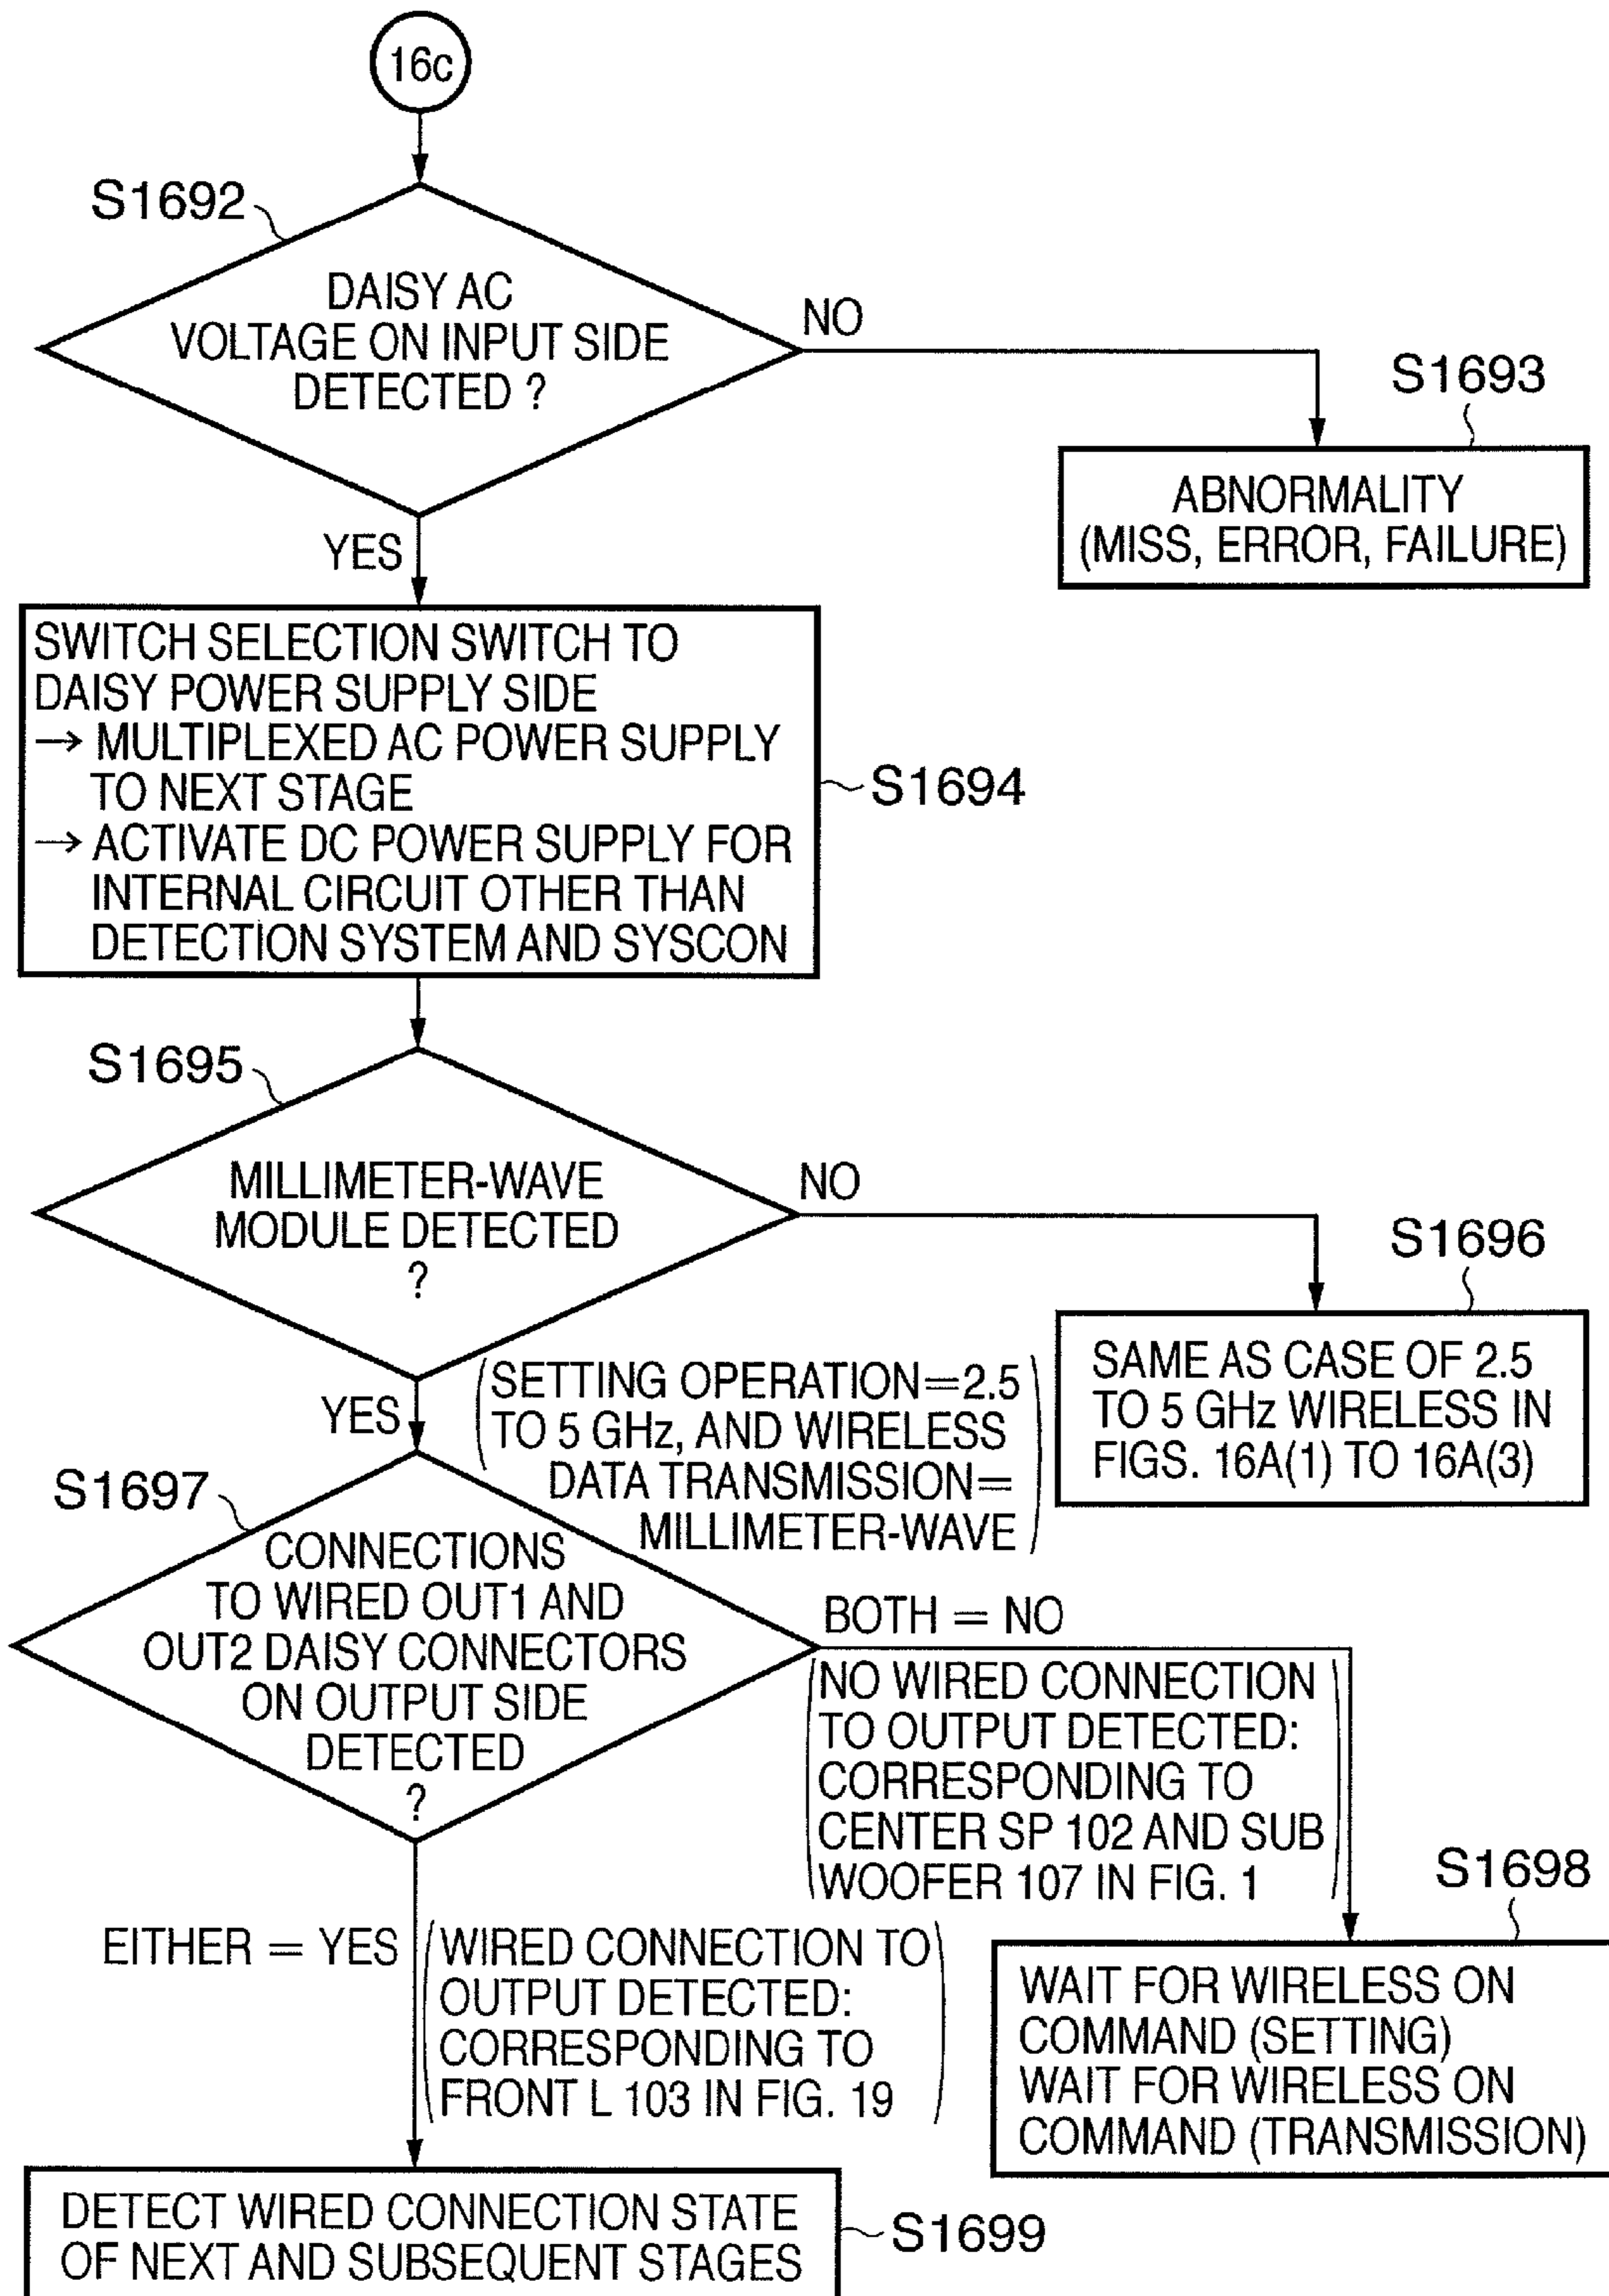 16c
S1692
DAISY AC
VOLTAGE ON INPUT SIDE
DETECTED ?
NO
S1693
ABNORMALITY
(MISS, ERROR, FAILURE)
YES
SWITCH SELECTION SWITCH TO
DAISY POWER SUPPLY SIDE
→ MULTIPLEXED AC POWER SUPPLY
TO NEXT STAGE
→ ACTIVATE DC POWER SUPPLY FOR
INTERNAL CIRCUIT OTHER THAN
DETECTION SYSTEM AND SYSCON
S1694
S1695
MILLIMETER-WAVE
MODULE DETECTED
?
NO
S1696
SAME AS CASE OF 2.5
TO 5 GHz WIRELESS IN
FIGS. 16A(1) TO 16A(3)
YES
(SETTING OPERATION=2.5
TO 5 GHz, AND WIRELESS
DATA TRANSMISSION=
MILLIMETER-WAVE)
S1697
CONNECTIONS
TO WIRED OUT1 AND
OUT2 DAISY CONNECTORS
ON OUTPUT SIDE
DETECTED
?
BOTH = NO
(NO WIRED CONNECTION
TO OUTPUT DETECTED:
CORRESPONDING TO
CENTER SP 102 AND SUB
WOOFER 107 IN FIG. 1)
S1698
WAIT FOR WIRELESS ON
COMMAND (SETTING)
WAIT FOR WIRELESS ON
COMMAND (TRANSMISSION)
EITHER = YES
(WIRED CONNECTION TO
OUTPUT DETECTED:
CORRESPONDING TO
FRONT L 103 IN FIG. 19)
DETECT WIRED CONNECTION STATE
OF NEXT AND SUBSEQUENT STAGES
S1699